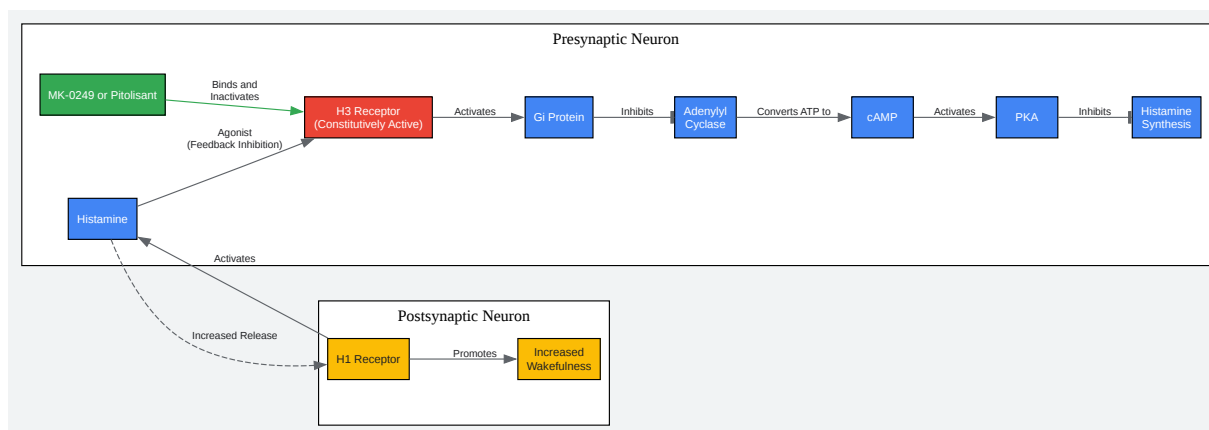 Presynaptic Neuron
MK-0249 or Pitolisant
Binds and
Inactivates
H3 Receptor
(Constitutively Active)
Activates
Gi Protein
Inhibits
Adenylyl
Cyclase
Converts ATP to
cAMP
Activates
PKA
Inhibits
Histamine
Synthesis
Agonist
(Feedback Inhibition)
Histamine
Activates
Increased Release
Postsynaptic Neuron
H1 Receptor
Promotes
Increased
Wakefulness